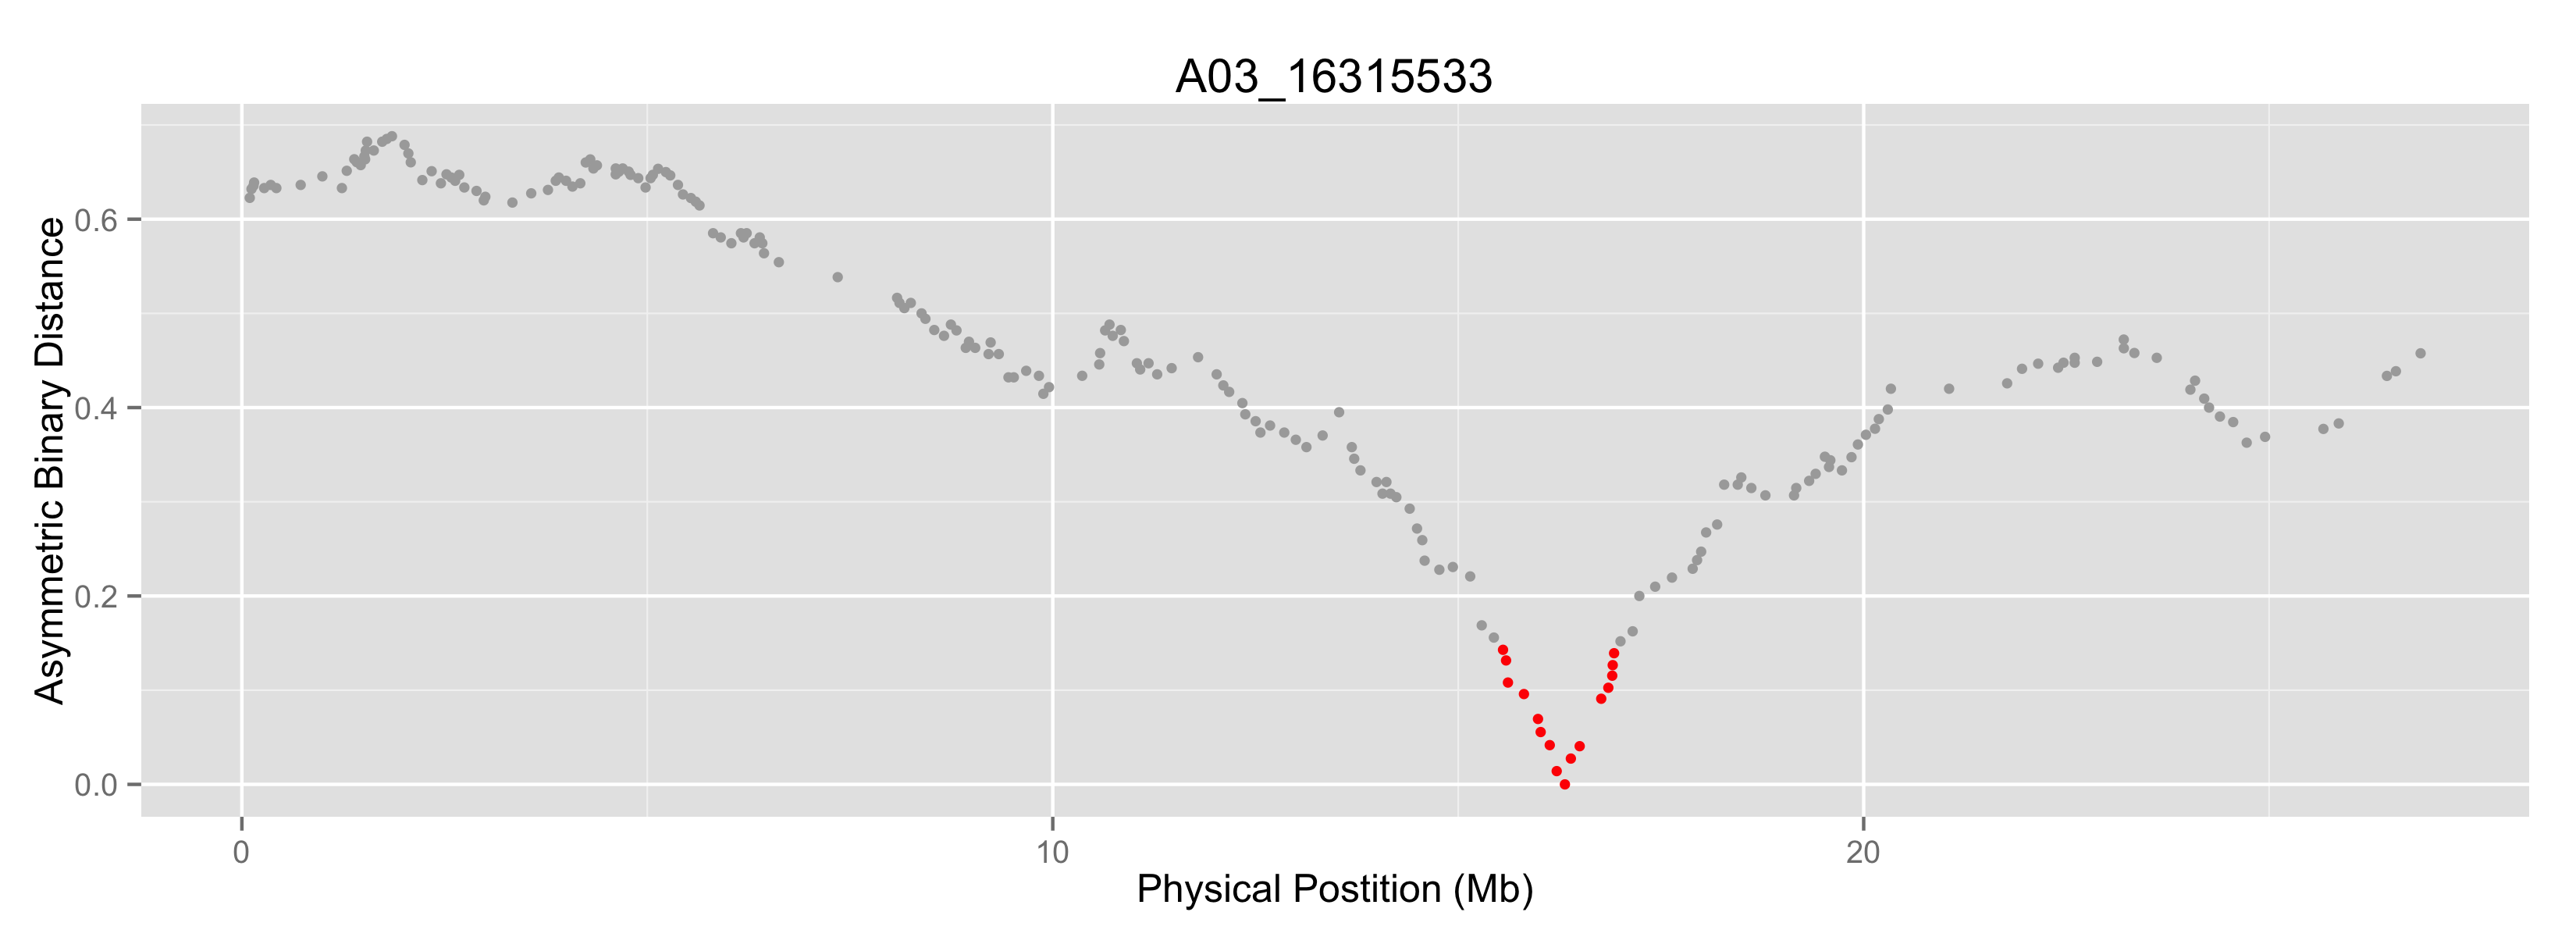 A03_16315533
Asymmetric Binary Distance
0.6
0.4
0.2
0.0
0
10
20
Physical Postition (Mb)